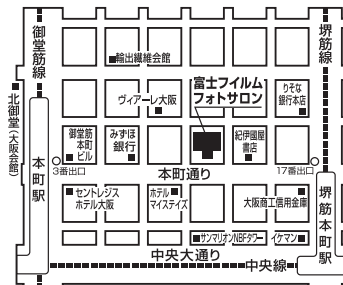 御堂筋線
堺筋線
■輸出繊維会館
北御堂(大阪会館)
ヴィアーレ大阪
富士フイルム
フォトサロン
りそな
銀行本店
御堂筋
本町
ビル
みずほ
銀行
紀伊國屋
書店
3番出口
本町通り
17番出口
本町駅
セントレジス
ホテル大阪
ホテル
マイステイズ
大阪商工信用金庫
堺筋本町駅
サンマリオンNBFタワー
イケマン
中央大通り
中央線